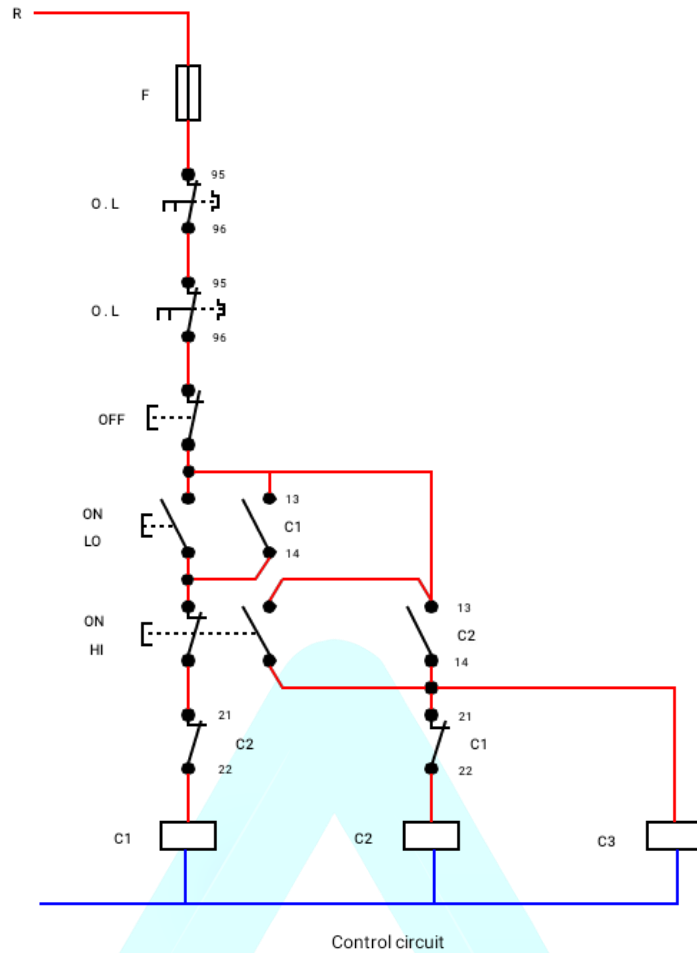 R
F
95
O . L
96
95
O . L
96
OFF
ON
LO
13
C1
14
ON
HI
13
C2
14
21
C2
22
21
C1
22
C1
C2
C3
Control circuit